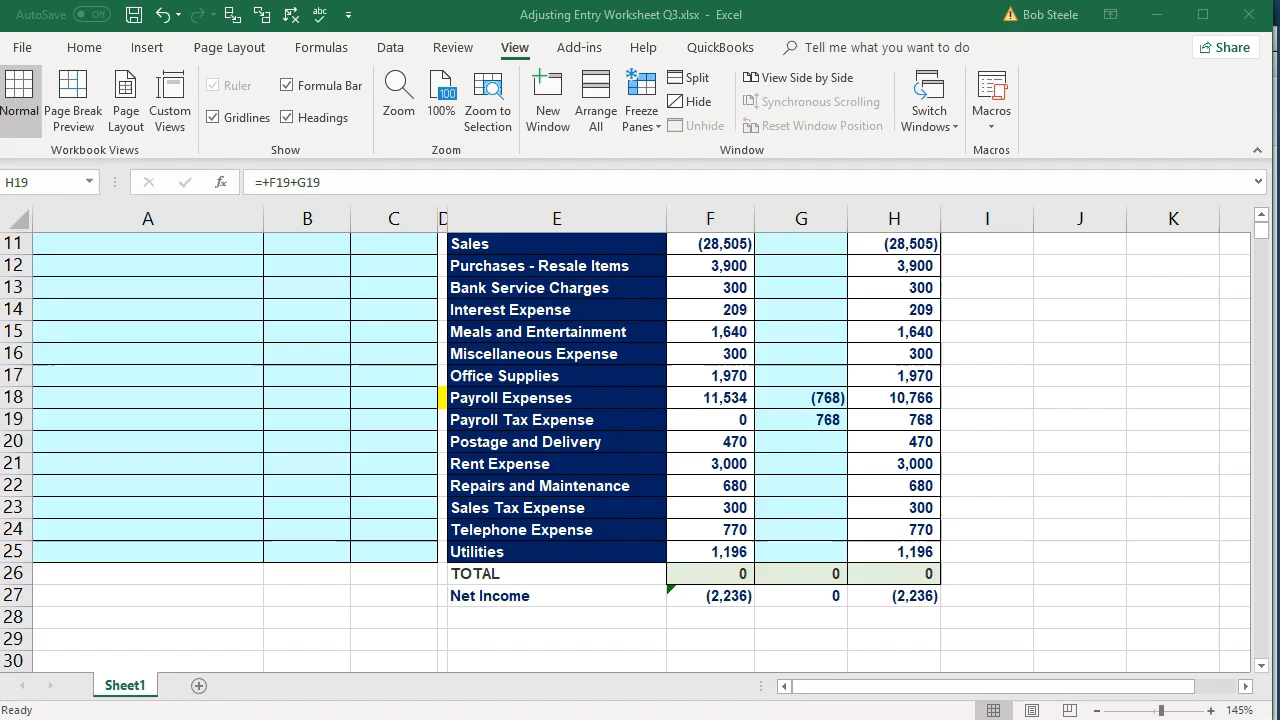 AutoSave Off
Adjusting Entry Worksheet Q3.xlsx - Excel
Bob Steele
File Home Insert Page Layout Formulas Data Review View Add-ins Help QuickBooks Tell me what you want to do Share
Normal
Page Break Preview
Page Layout
Custom Views
Workbook Views
Ruler
Formula Bar
Gridlines
Headings
Show
Zoom
100%
Zoom to Selection
Zoom
New Window
Arrange All
Freeze Panes
Split
Hide
Unhide
View Side by Side
Synchronous Scrolling
Reset Window Position
Switch Windows
Window
Macros
Macros
H19 fx =+F19+G19
A B C D E F G H I J K
11 Sales (28,505) (28,505)
12 Purchases - Resale Items 3,900 3,900
13 Bank Service Charges 300 300
14 Interest Expense 209 209
15 Meals and Entertainment 1,640 1,640
16 Miscellaneous Expense 300 300
17 Office Supplies 1,970 1,970
18 Payroll Expenses 11,534 (768) 10,766
19 Payroll Tax Expense 0 768 768
20 Postage and Delivery 470 470
21 Rent Expense 3,000 3,000
22 Repairs and Maintenance 680 680
23 Sales Tax Expense 300 300
24 Telephone Expense 770 770
25 Utilities 1,196 1,196
26 TOTAL 0 0 0
27 Net Income (2,236) 0 (2,236)
28
29
30
Sheet1
Ready
145%